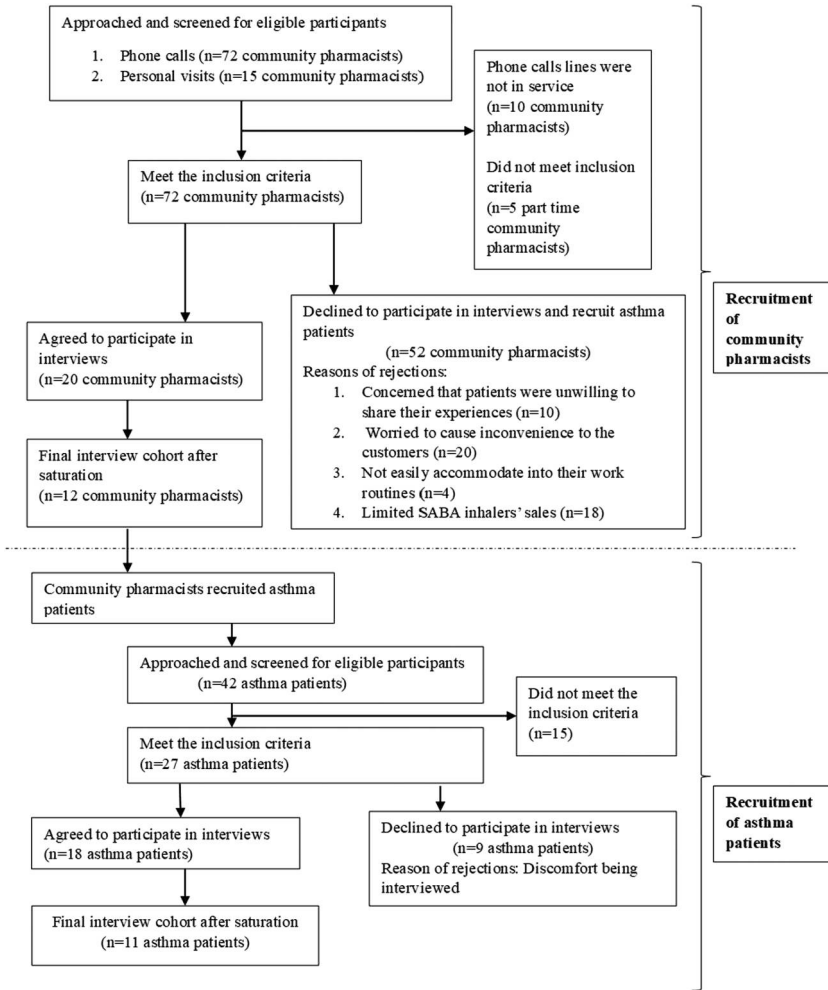 Approached and screened for eligible participants
1. Phone calls (n=72 community pharmacists)
2. Personal visits (n=15 community pharmacists)
Phone calls lines were
not in service
(n=10 community
pharmacists)
Did not meet inclusion
criteria
(n=5 part time
community
pharmacists)
Meet the inclusion criteria
(n=72 community pharmacists)
Agreed to participate in
interviews
(n=20 community pharmacists)
Declined to participate in interviews and recruit asthma
patients
(n=52 community pharmacists)
Reasons of rejections:
1. Concerned that patients were unwilling to
share their experiences (n=10)
2. Worried to cause inconvenience to the
customers (n=20)
3. Not easily accommodate into their work
routines (n=4)
4. Limited SABA inhalers' sales (n=18)
Final interview cohort after
saturation
(n=12 community pharmacists)
Recruitment
of
community
pharmacists
Community pharmacists recruited asthma
patients
Approached and screened for eligible participants
(n=42 asthma patients)
Did not meet the
inclusion criteria
(n=15)
Meet the inclusion criteria
(n=27 asthma patients)
Agreed to participate in interviews
(n=18 asthma patients)
Declined to participate in interviews
(n=9 asthma patients)
Reason of rejections: Discomfort being
interviewed
Final interview cohort after saturation
(n=11 asthma patients)
Recruitment
of asthma
patients